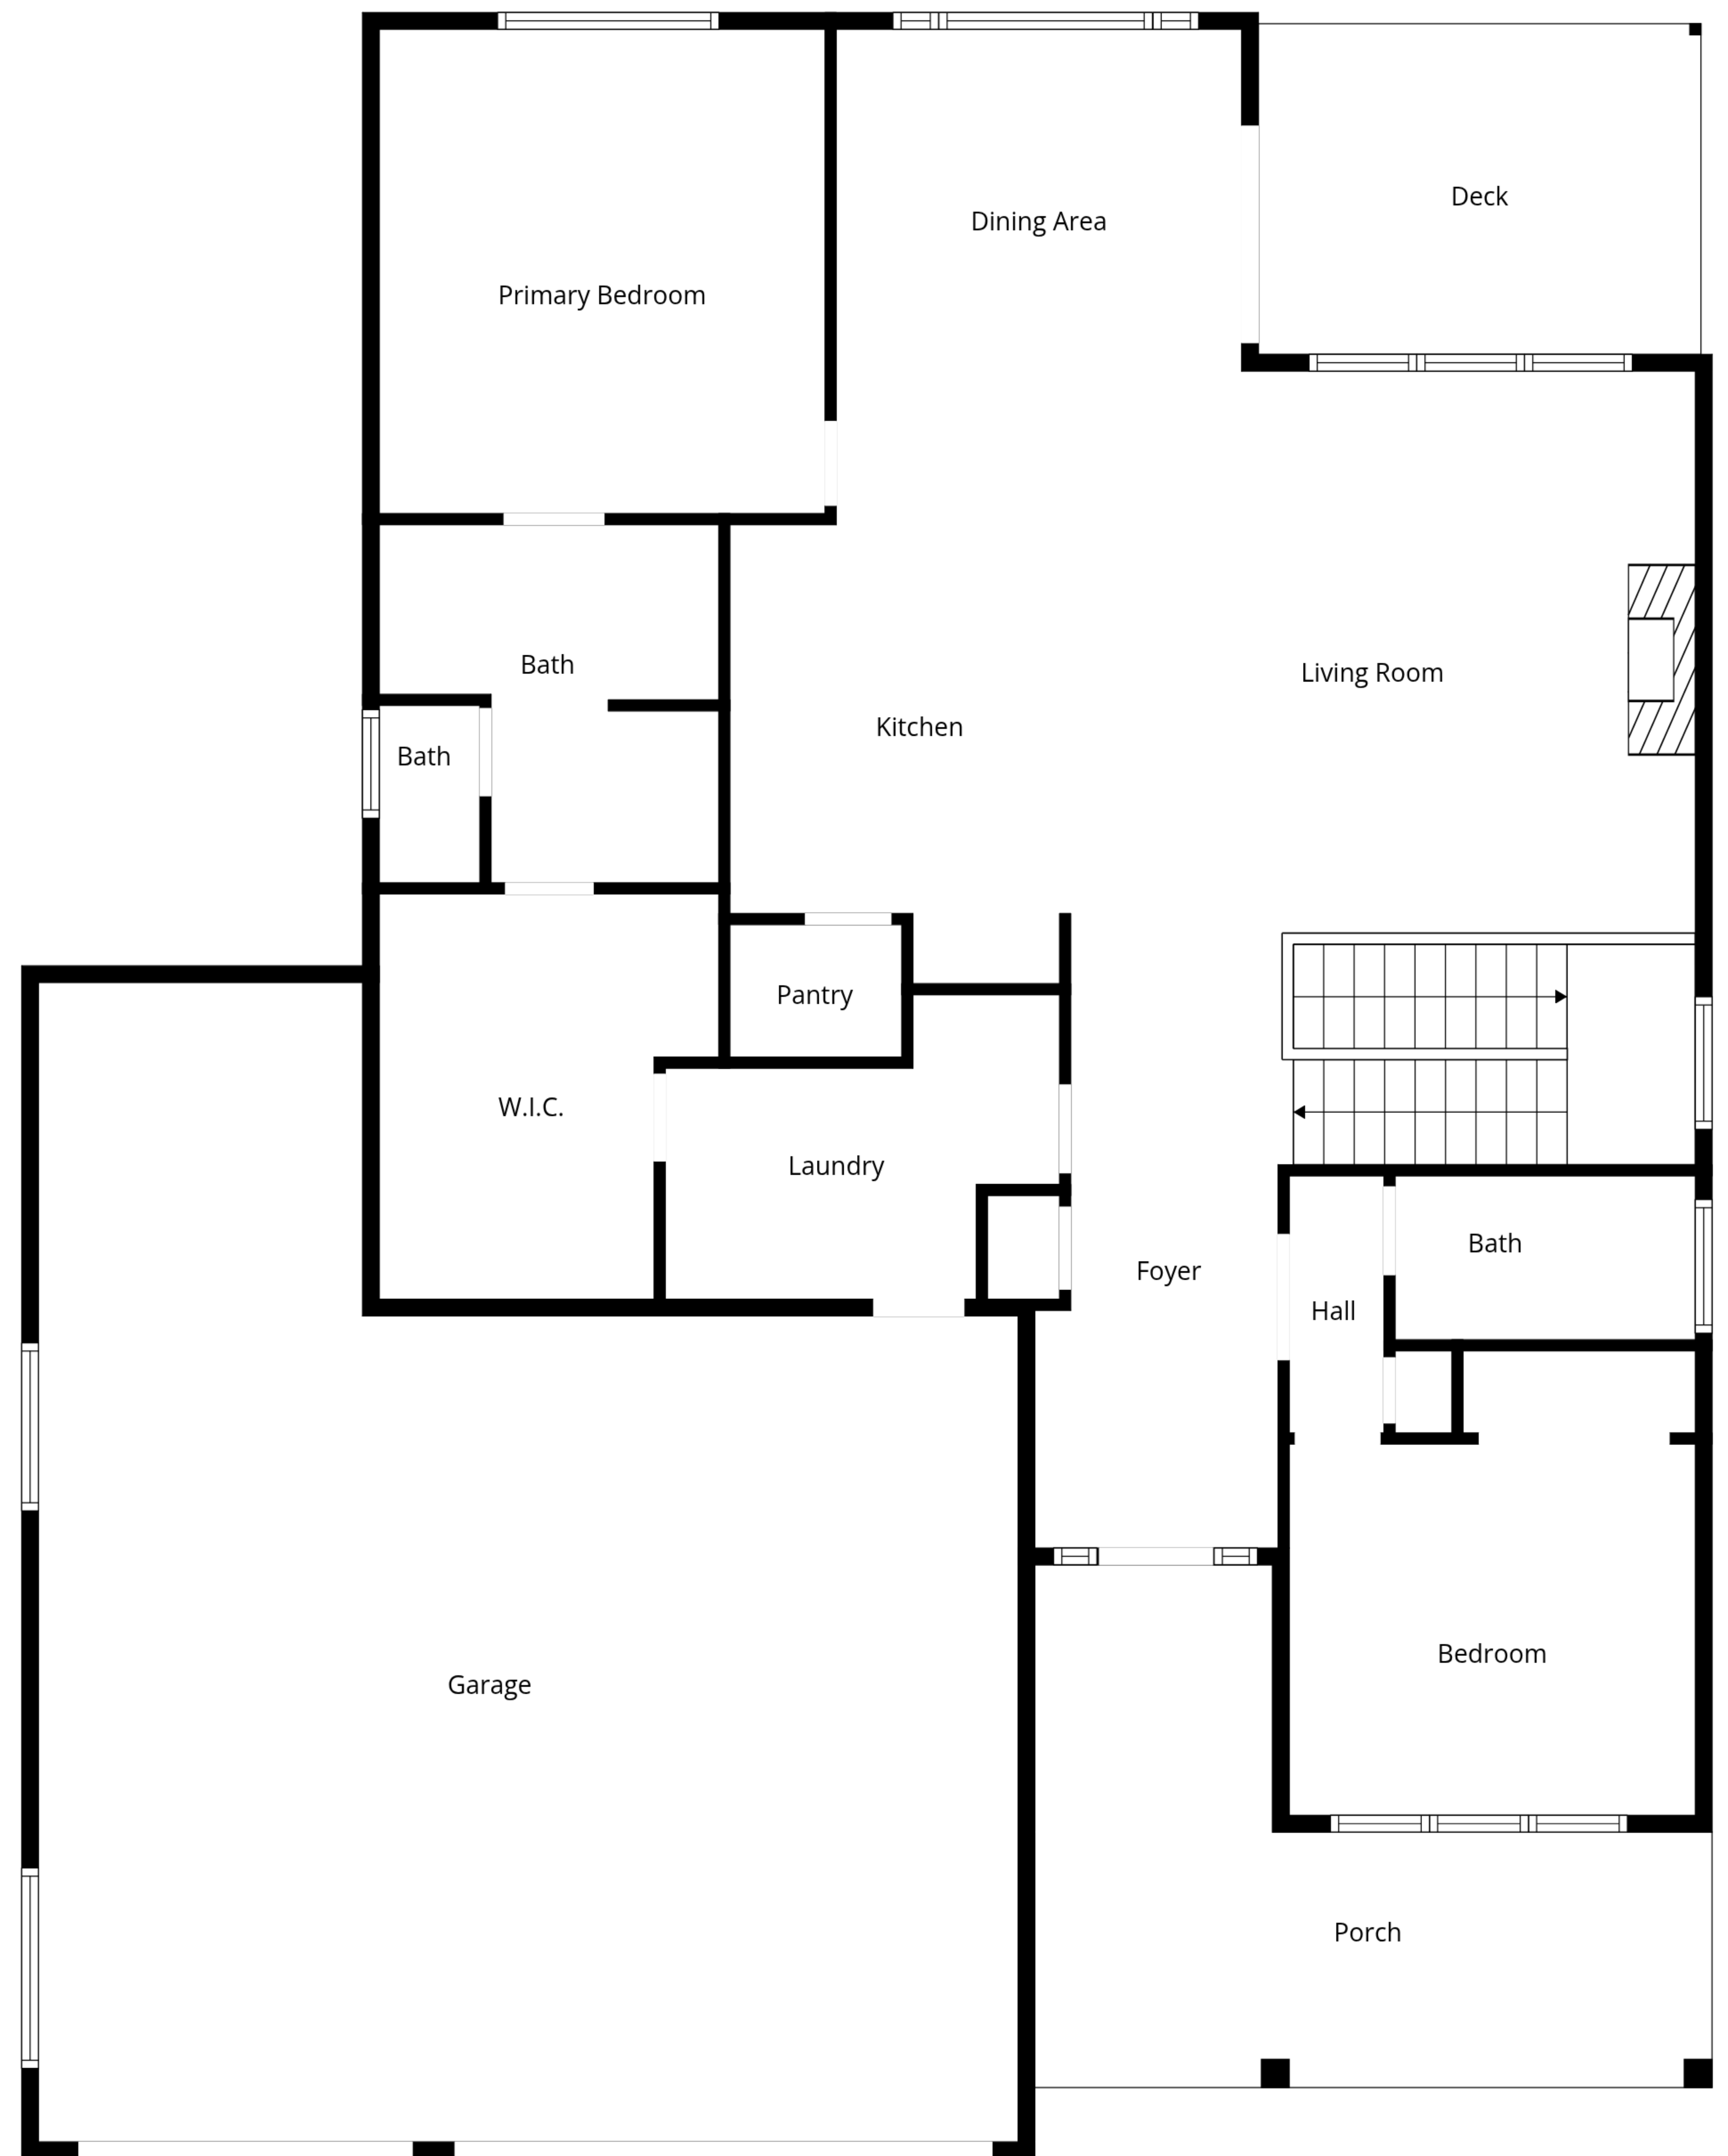 Deck
Dining Area
Primary Bedroom
Bath
Living Room
Kitchen
Bath
Pantry
W.I.C.
Laundry
Bath
Foyer
Hall
Bedroom
Garage
Porch